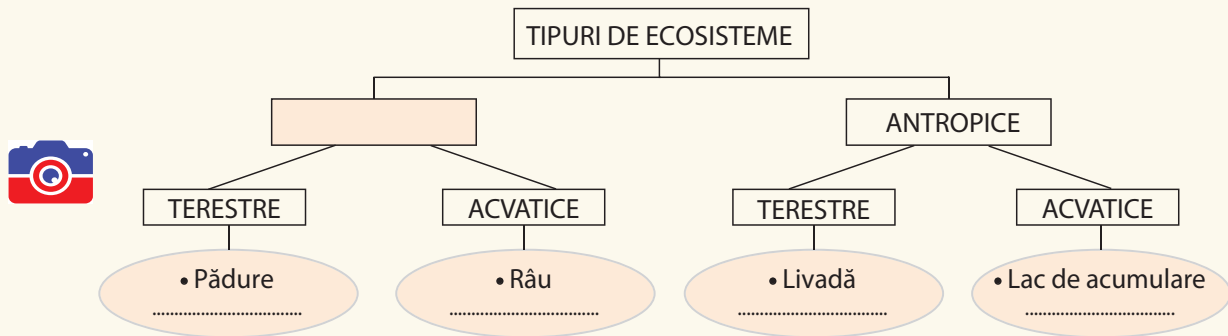 TIPURI DE ECOSISTEME
ANTROPICE
TERESTRE
ACVATICE
TERESTRE
ACVATICE
• Pădure
..................................
• Râu
..................................
• Livadă
..................................
• Lac de acumulare
..................................